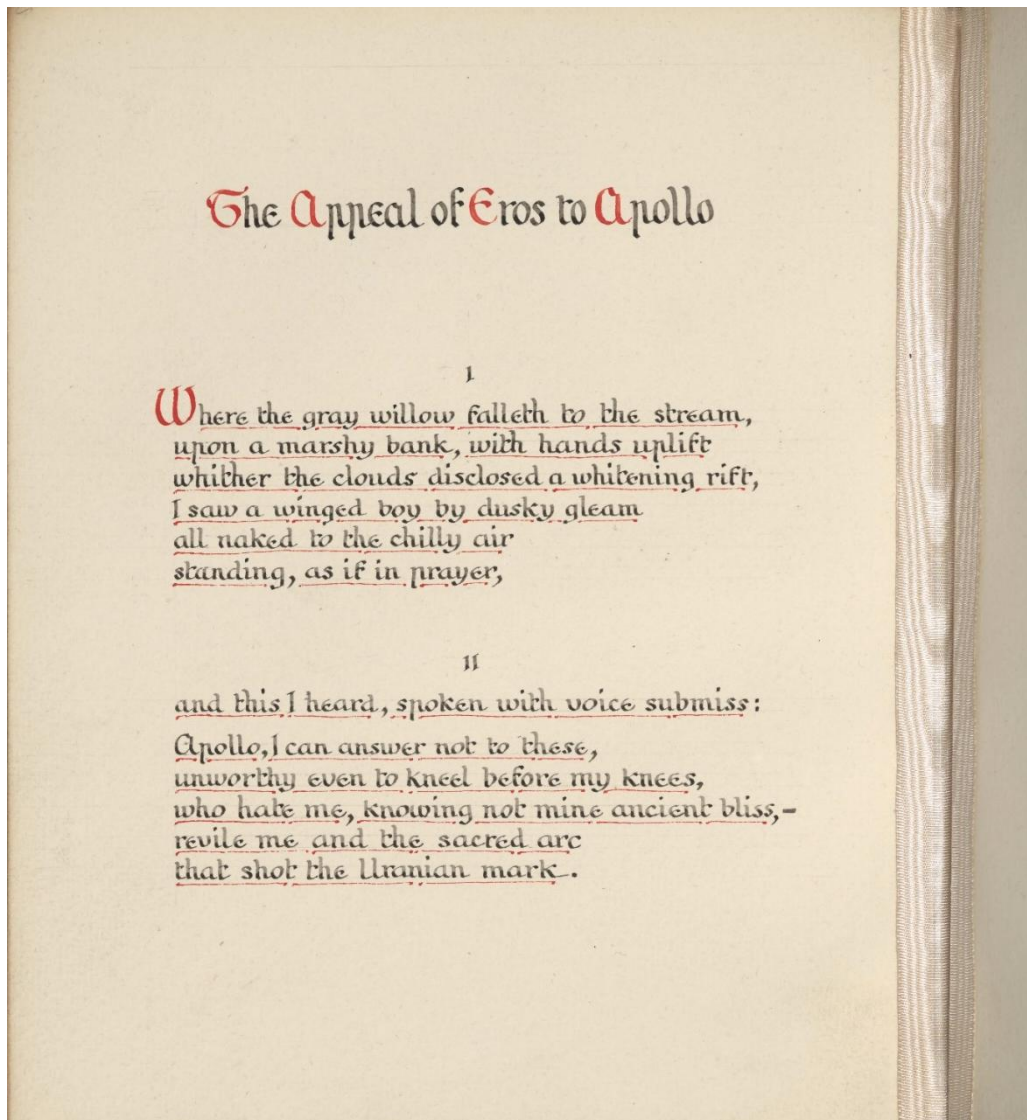 The Appeal of Eros to Apollo
I
Where the gray willow falleth to the stream,
upon a marshy bank, with hands uplift
whither the clouds disclosed a whitening rift,
I saw a winged boy by dusky gleam
all naked to the chilly air
standing, as if in prayer,
II
and this I heard, spoken with voice submiss:
Apollo, I can answer not to these,
unworthy even to kneel before my knees,
who hate me, knowing not mine ancient bliss,–
revile me and the sacred arc
that shot the Uranian mark.